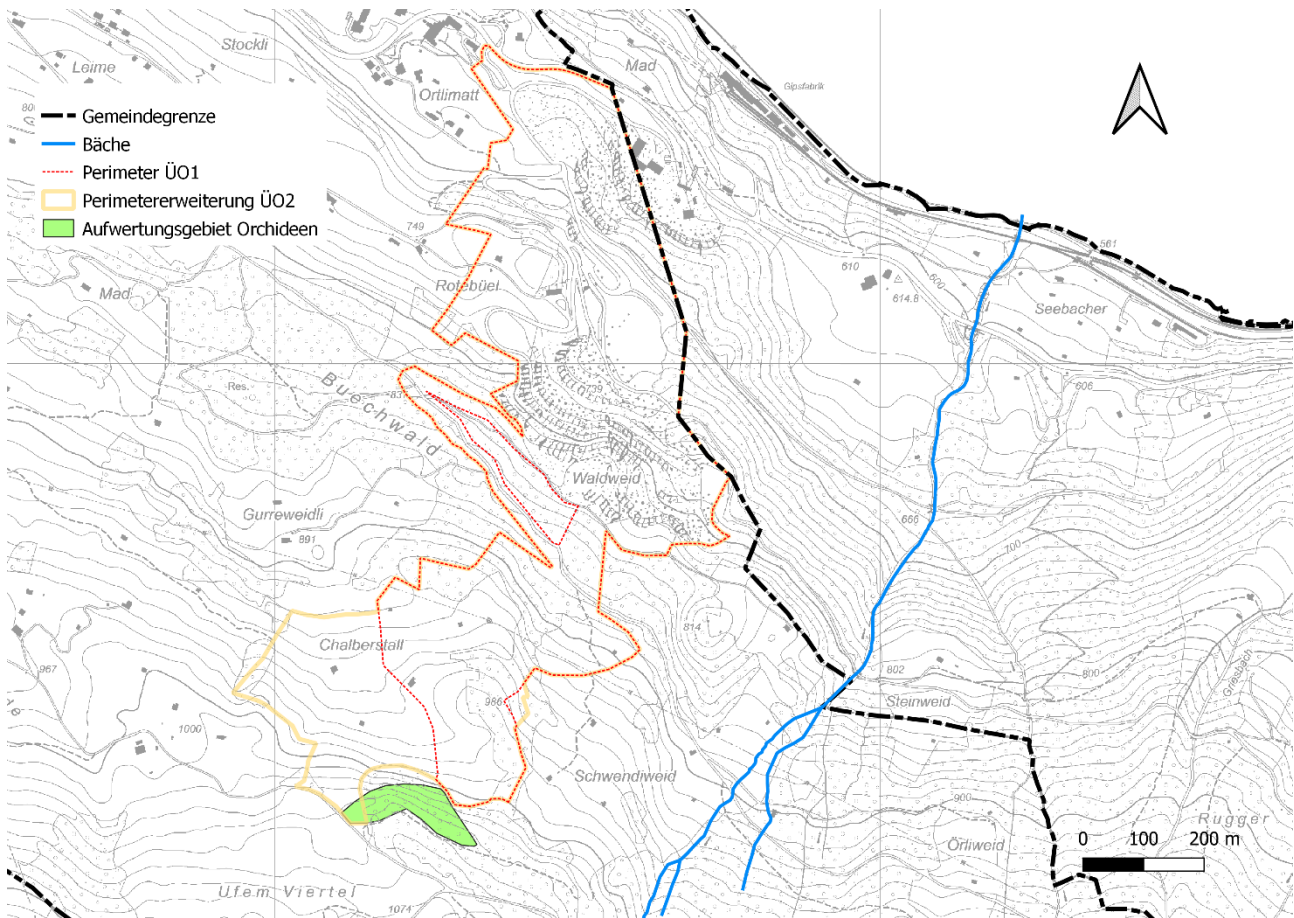 Stockli
Leime
Mad
Gipsfabrik
Ortlimatt
Gemeindegrenze
Bäche
Perimeter ÜO1
Perimetererweiterung ÜO2
Aufwertungsgebiet Orchideen
749
561
610
600
614.8
Seebacher
Rotebüel
Mad
Res.
739
606
Buechwald
Waldweid
Gurreweidli
891
666
700
814
Chalberstall
967
802
800
Griesbach
986
Steinweid
1000
Schwendiweid
900
Örliweid
Rugger
0 100 200 m
Ufem Viertel
1074